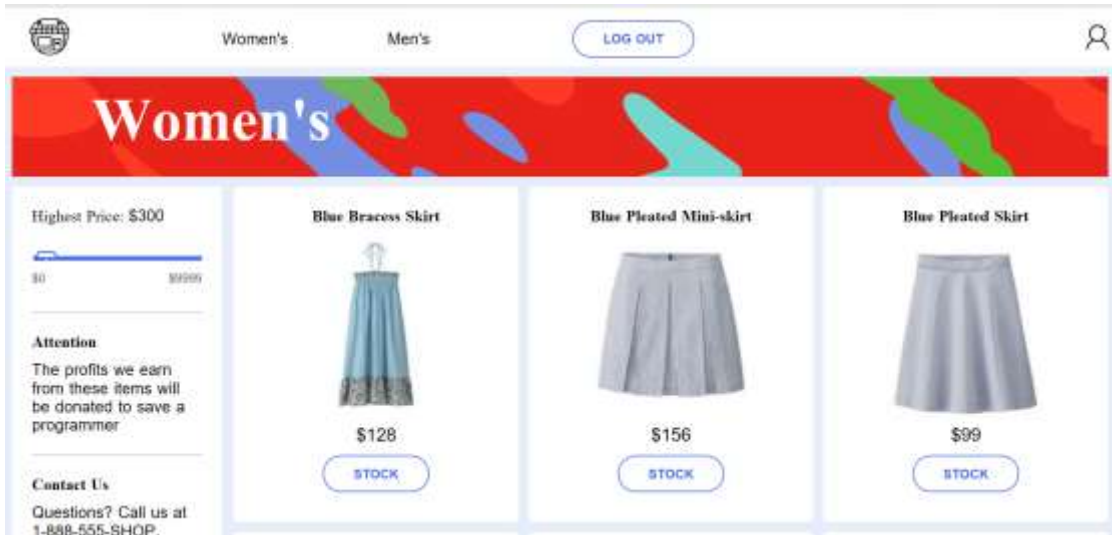 Women's
Men's
LOG OUT
Women's
Highest Price: $300
$0
$9999
Attention
The profits we earn
from these items will
be donated to save a
programmer
Contact Us
Questions? Call us at
1-888-555-SHOP,
Blue Bracess Skirt
$128
STOCK
Blue Pleated Mini-skirt
$156
STOCK
Blue Pleated Skirt
$99
STOCK